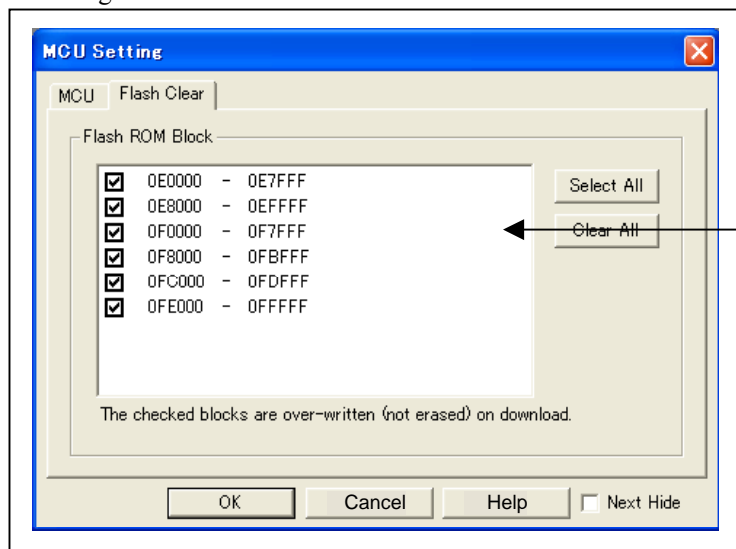 MCU Setting
MCU Flash Clear
Flash ROM Block
0E0000 - 0E7FFF
0E8000 - 0EFFFF
0F0000 - 0F7FFF
0F8000 - 0FBFFF
0FC000 - 0FDFFF
0FE000 - 0FFFFF
Select All
Clear All
The checked blocks are over-written (not erased) on download.
OK Cancel Help Next Hide